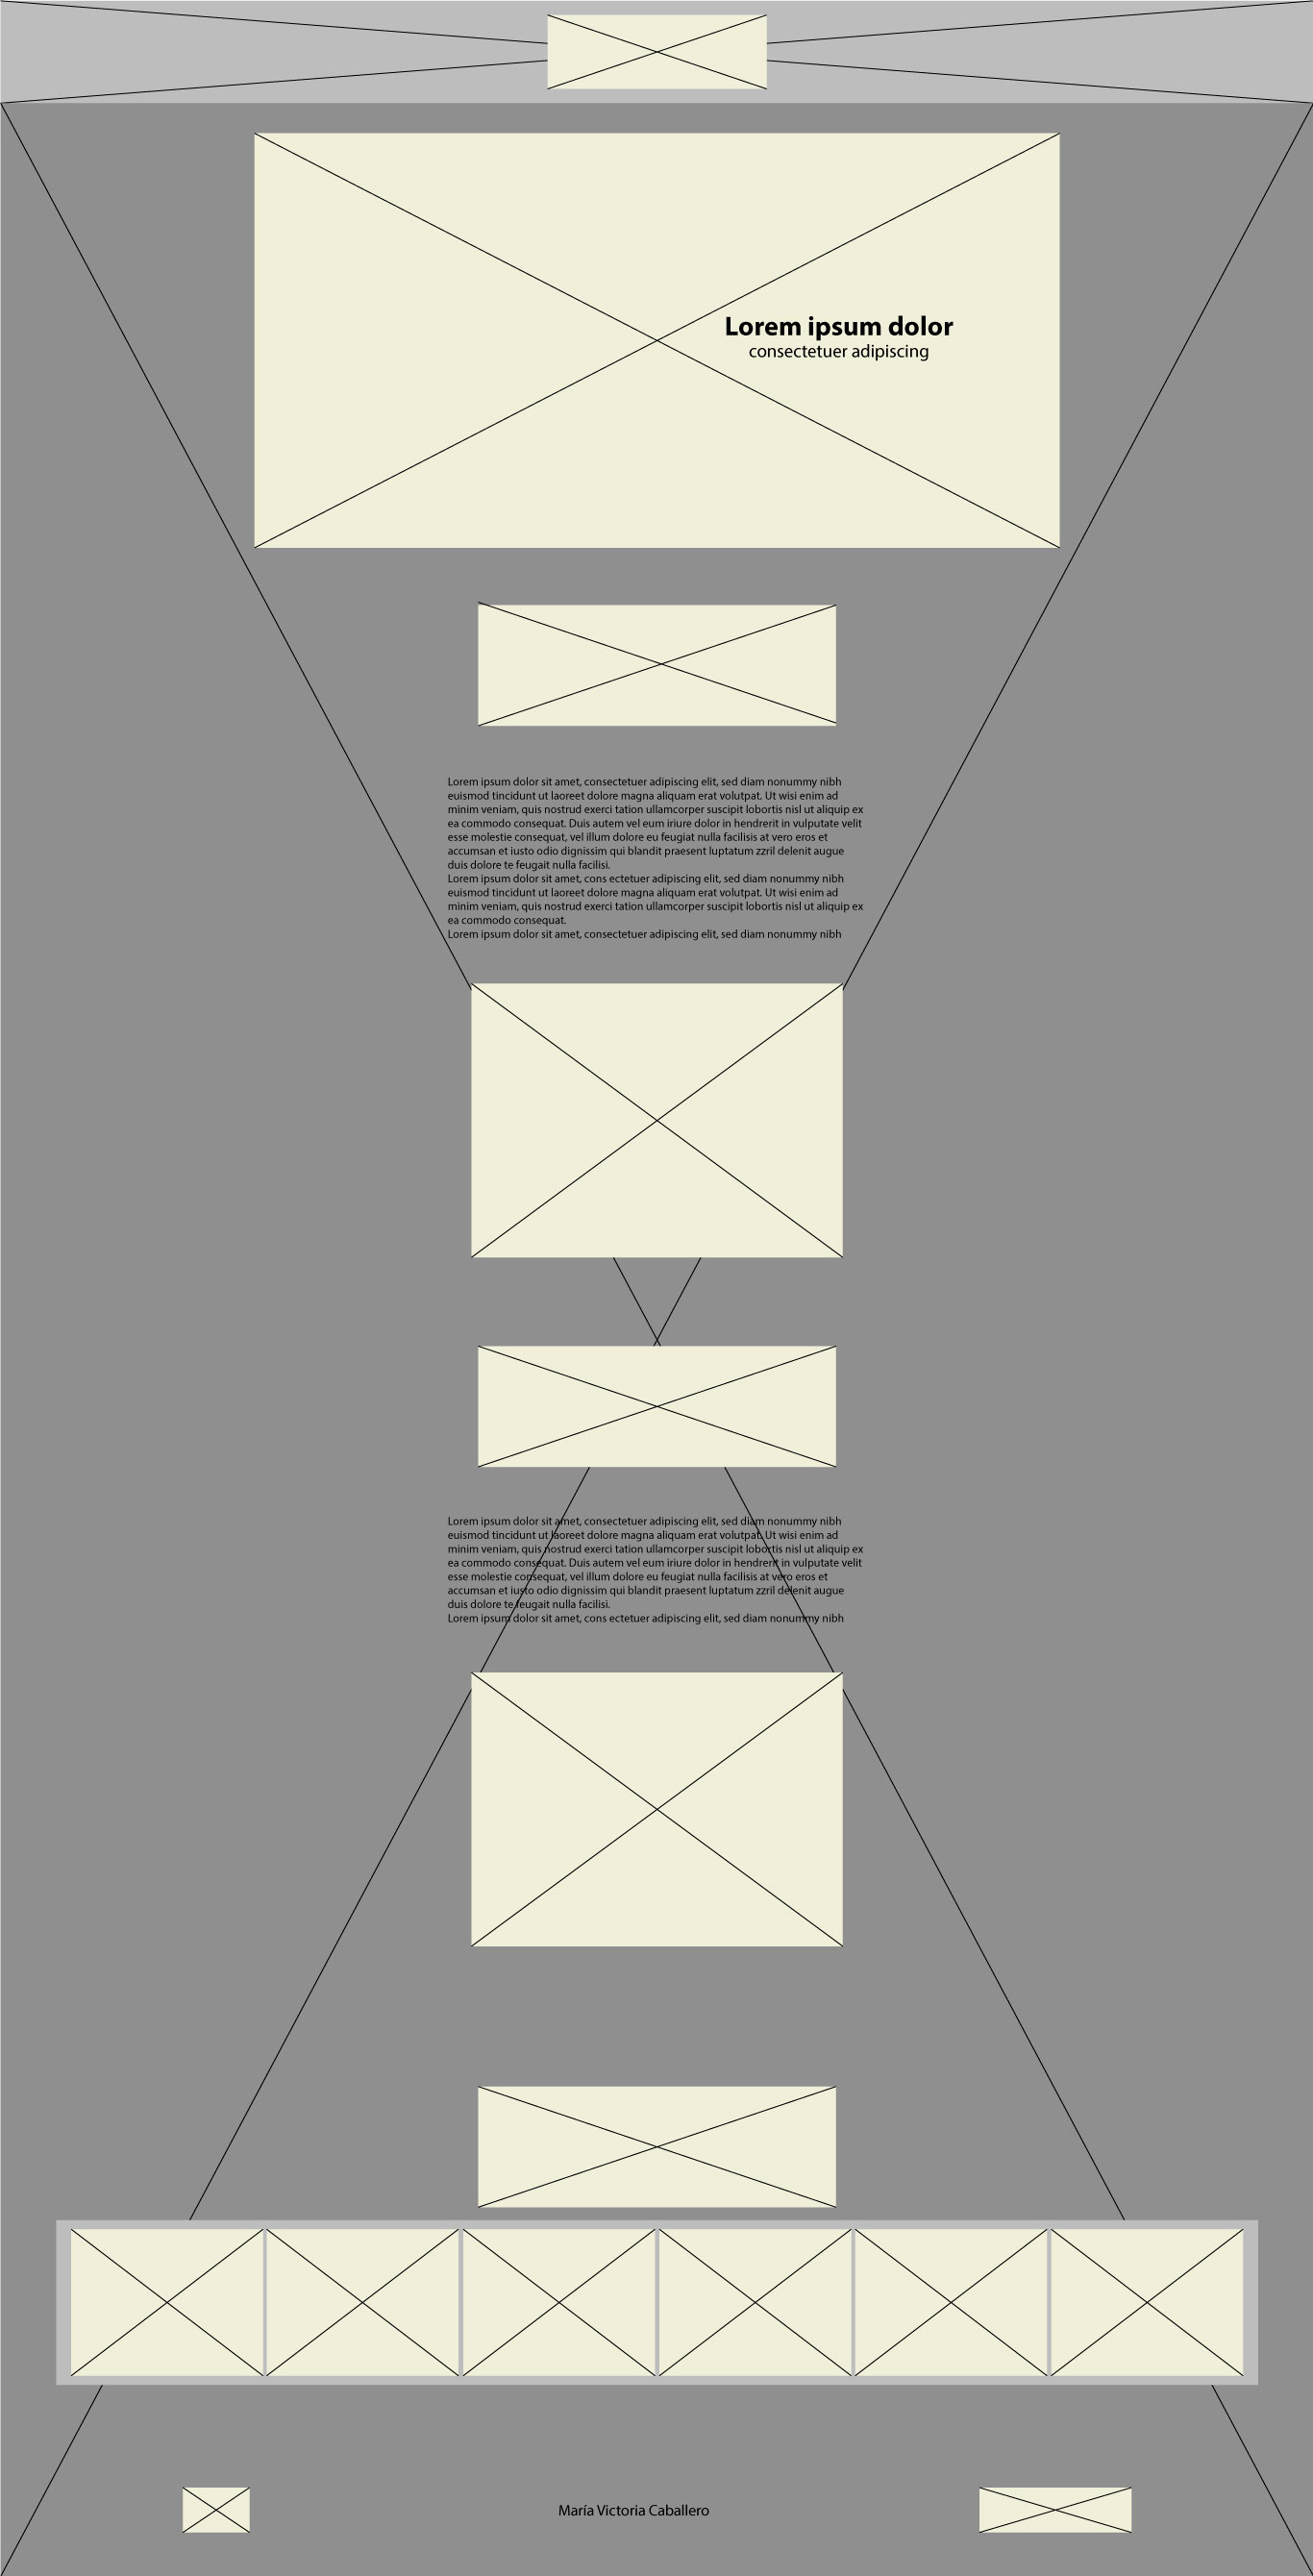 Lorem ipsum dolor
consectetuer adipiscing
Lorem ipsum dolor sit amet, consectetuer adipiscing elit, sed diam nonummy nibh
euismod tincidunt ut laoreet dolore magna aliquam erat volutpat. Ut wisi enim ad
minim veniam, quis nostrud exerci tation ullamcorper suscipit lobortis nisl ut aliquip ex
ea commodo consequat. Duis autem vel eum iriure dolor in hendrerit in vulputate velit
esse molestie consequat, vel illum dolore eu feugiat nulla facilisis at vero eros et
accumsan et iusto odio dignissim qui blandit praesent luptatum zzril delenit augue
duis dolore te feugait nulla facilisi.
Lorem ipsum dolor sit amet, cons ectetuer adipiscing elit, sed diam nonummy nibh
euismod tincidunt ut laoreet dolore magna aliquam erat volutpat. Ut wisi enim ad
minim veniam, quis nostrud exerci tation ullamcorper suscipit lobortis nisl ut aliquip ex
ea commodo consequat.
Lorem ipsum dolor sit amet, consectetuer adipiscing elit, sed diam nonummy nibh
Lorem ipsum dolor sit amet, consectetuer adipiscing elit, sed diam nonummy nibh
euismod tincidunt ut laoreet dolore magna aliquam erat volutpat. Ut wisi enim ad
minim veniam, quis nostrud exerci tation ullamcorper suscipit lobortis nisl ut aliquip ex
ea commodo consequat. Duis autem vel eum iriure dolor in hendrerit in vulputate velit
esse molestie consequat, vel illum dolore eu feugiat nulla facilisis at vero eros et
accumsan et iusto odio dignissim qui blandit praesent luptatum zzril delenit augue
duis dolore te feugait nulla facilisi.
Lorem ipsum dolor sit amet, cons ectetuer adipiscing elit, sed diam nonummy nibh
María Victoria Caballero